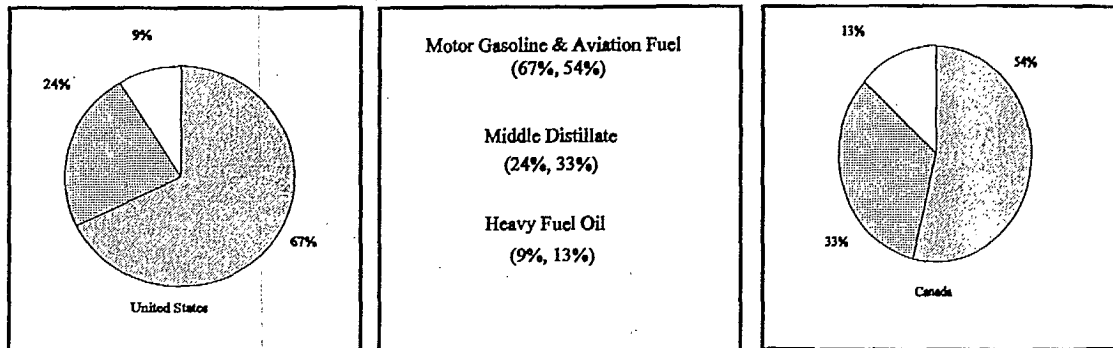 9%
24%
67%
United States
Motor Gasoline & Aviation Fuel
(67%, 54%)
Middle Distillate
(24%, 33%)
Heavy Fuel Oil
(9%, 13%)
13%
54%
33%
Canada